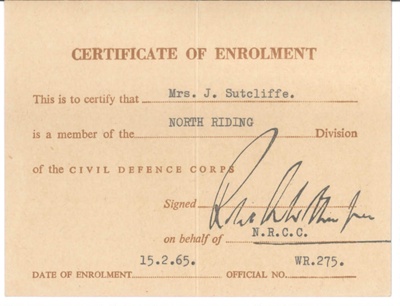 CERTIFICATE OF ENROLMENT
This is to certify that Mrs. J. Sutcliffe.
NORTH RIDING
is a member of the Division
of the CIVIL DEFENCE CORPS
Signed
on behalf of N.R.C.C.
15.2.65. WR.275.
DATE OF ENROLMENT OFFICIAL NO.